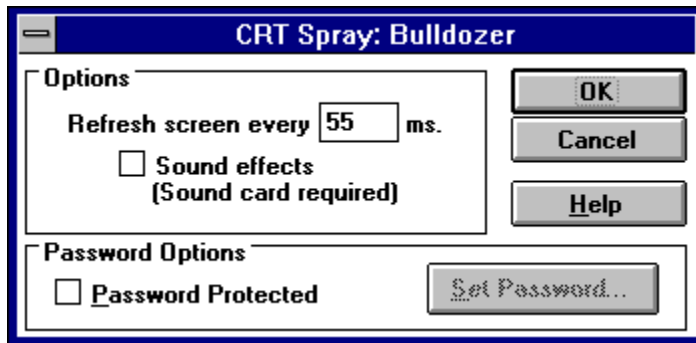 CRT Spray: Bulldozer
Options
Refresh screen every 55 ms.
Sound effects
(Sound card required)
OK
Cancel
Help
Password Options
Password Protected
Set Password...